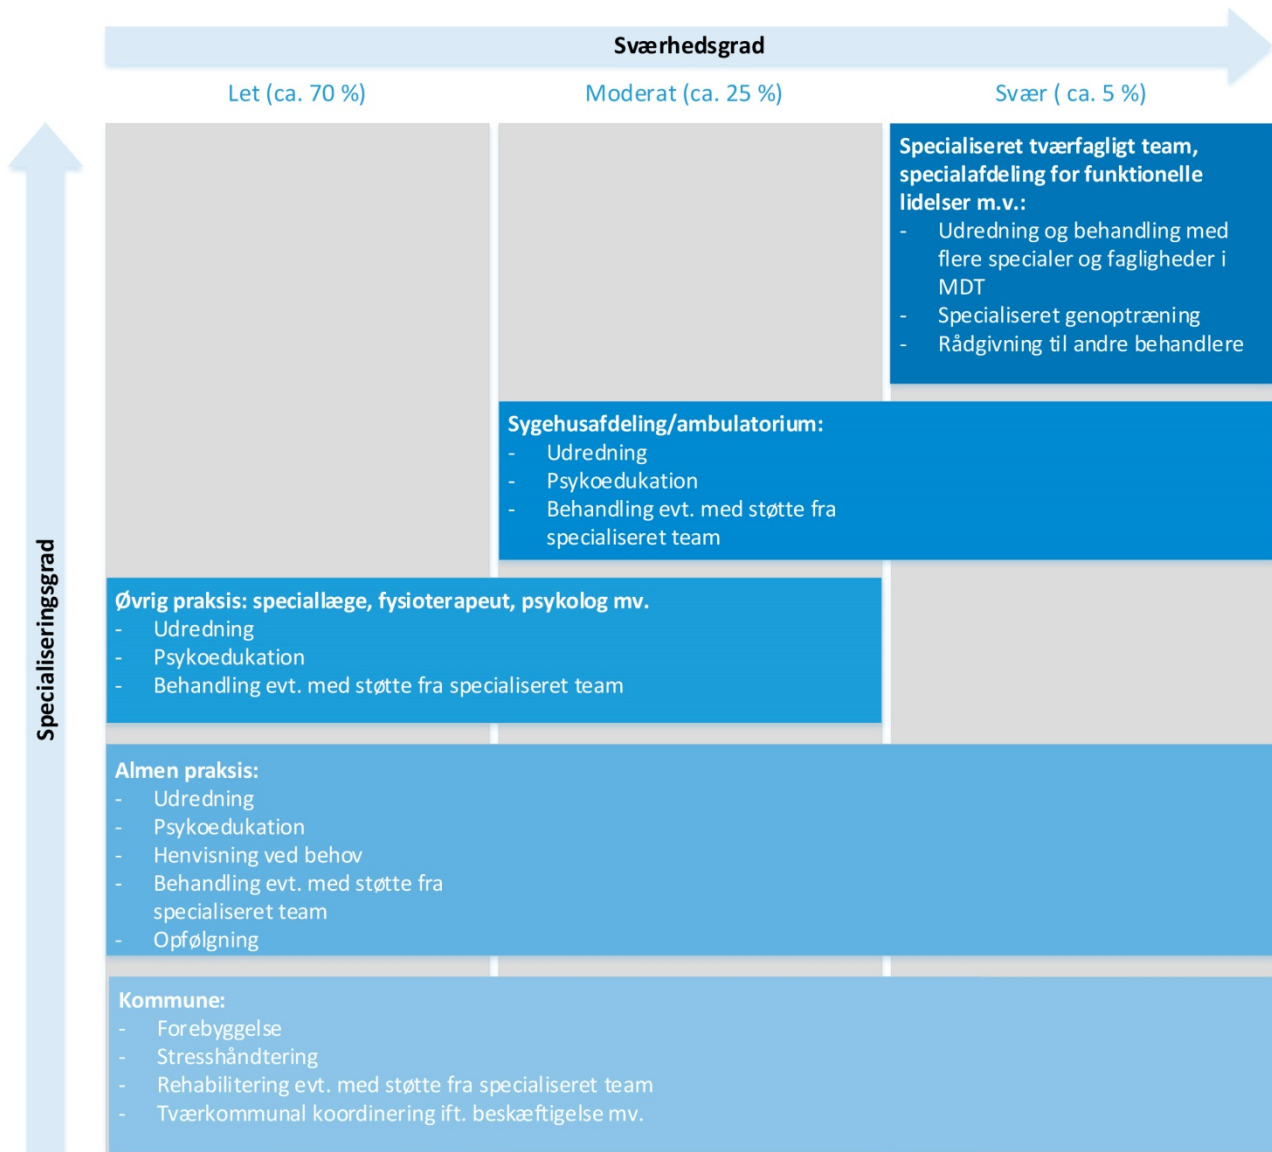 Sværhedsgrad
Let (ca. 70 %)
Moderat (ca. 25 %)
Svær ( ca. 5 %)
Specialiseringsgrad
Specialiseret tværfagligt team,
specialafdeling for funktionelle
lidelser m.v.:
- Udredning og behandling med
flere specialer og fagligheder i
MDT
- Specialiseret genoptræning
- Rådgivning til andre behandlere
Sygehusafdeling/ambulatorium:
- Udredning
- Psykoedukation
- Behandling evt. med støtte fra
specialiseret team
Øvrig praksis: speciallæge, fysioterapeut, psykolog mv.
- Udredning
- Psykoedukation
- Behandling evt. med støtte fra specialiseret team
Almen praksis:
- Udredning
- Psykoedukation
- Henvisning ved behov
- Behandling evt. med støtte fra
specialiseret team
- Opfølgning
Kommune:
- Forebyggelse
- Stresshåndtering
- Rehabilitering evt. med støtte fra specialiseret team
- Tværkommunal koordinering ift. beskæftigelse mv.